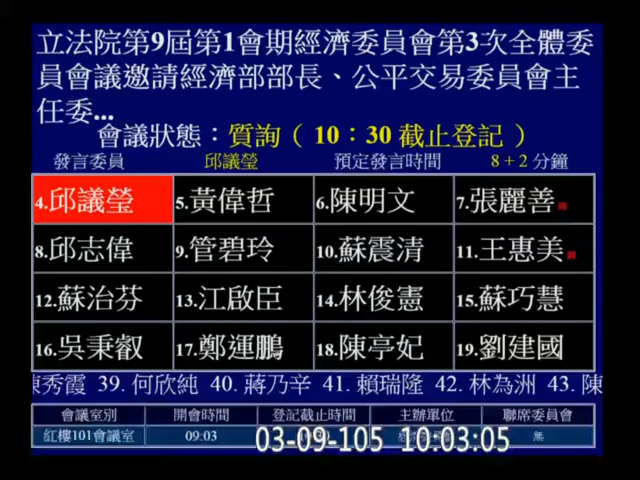 立法院第9屆第1會期經濟委員會第3次全體委
員會議邀請經濟部部長、公平交易委員會主
任委...
會議狀態：質詢（10：30截止登記）
發言委員 邱議瑩 預定發言時間 8+2分鐘
4.邱議瑩 5.黃偉哲 6.陳明文 7.張麗善
8.邱志偉 9.管碧玲 10.蘇震清 11.王惠美
12.蘇治芬 13.江啟臣 14.林俊憲 15.蘇巧慧
16.吳秉叡 17.鄭運鵬 18.陳亭妃 19.劉建國
陳秀霞 39. 何欣純 40. 蔣乃辛 41. 賴瑞隆 42. 林為洲 43. 陳
會議室別 開會時間 登記截止時間 主辦單位 聯席委員會
紅樓101會議室 09:03 無
03-09-105 10:03:05